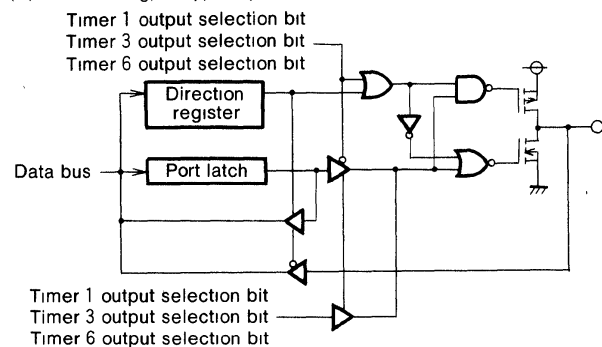 Timer 1 output selection bit
Timer 3 output selection bit
Timer 6 output selection bit
Direction
register
Data bus
Port latch
Timer 1 output selection bit
Timer 3 output selection bit
Timer 6 output selection bit